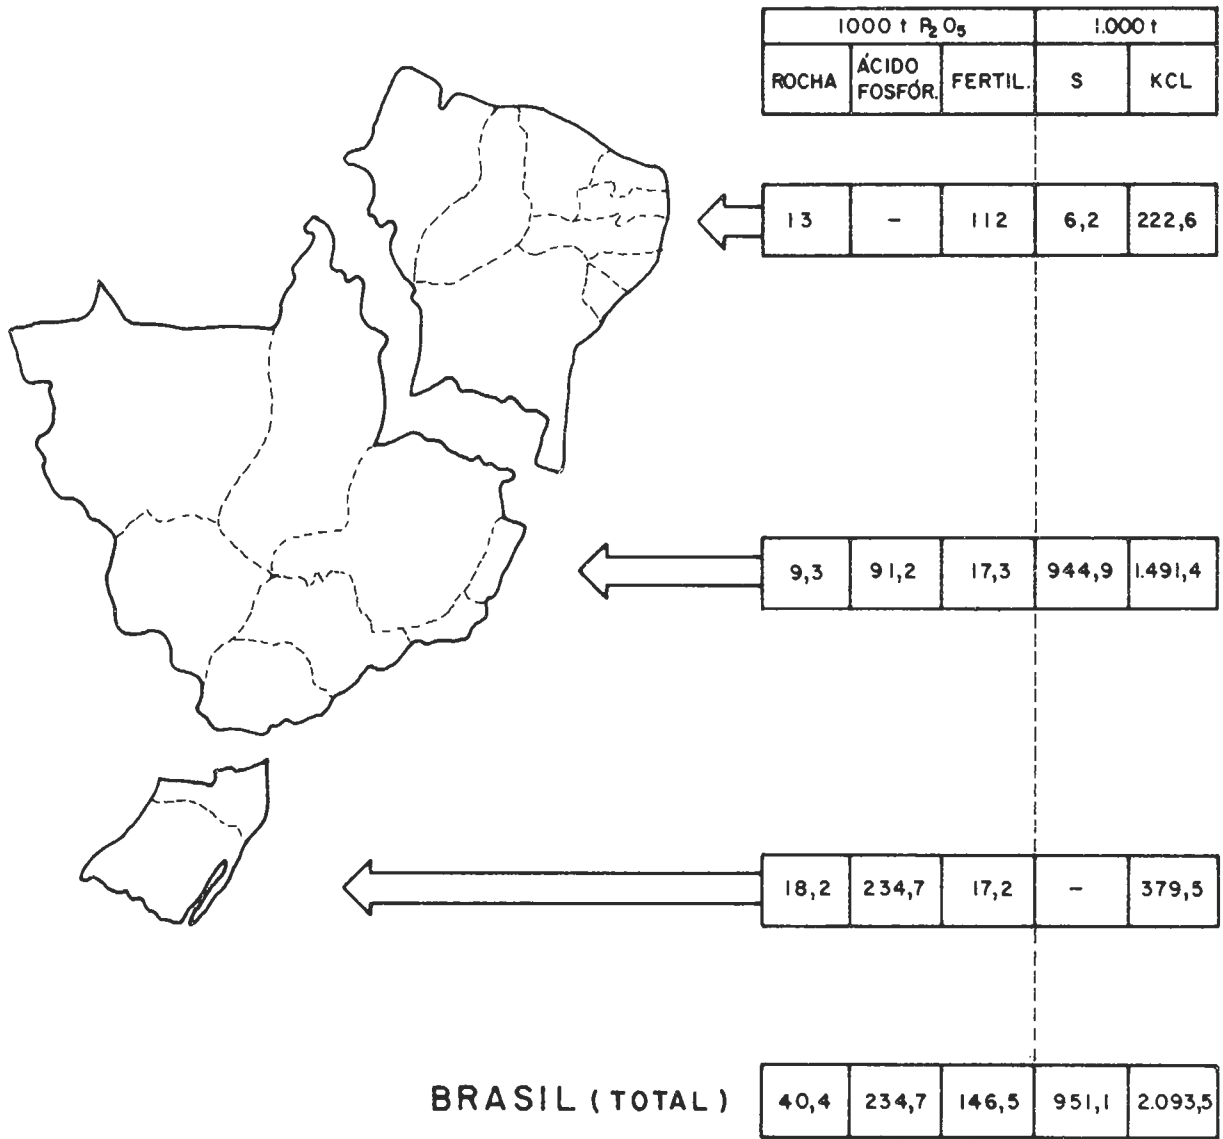 1000 t P₂O₅ 1.000 t
ROCHA ÁCIDO FOSFÓR. FERTIL. S KCL
13 - 112 6,2 222,6
9,3 91,2 17,3 944,9 1.491,4
18,2 234,7 17,2 - 379,5
BRASIL (TOTAL) 40,4 234,7 146,5 951,1 2.093,5